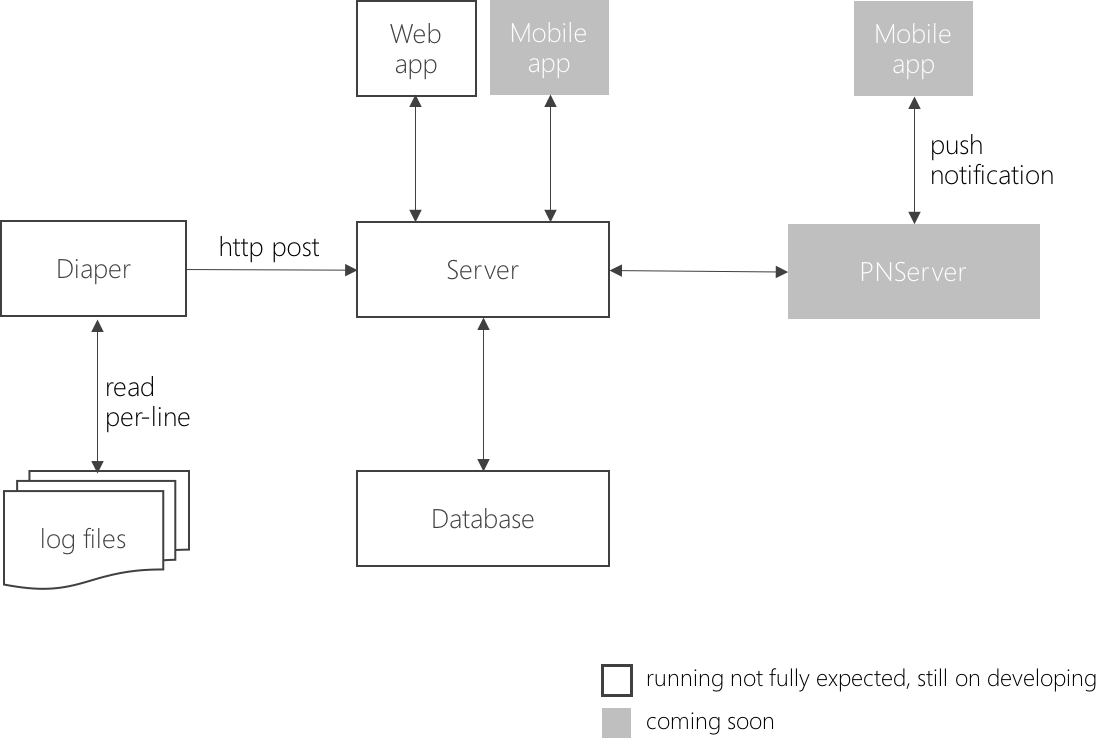 Web
app
Mobile
app
Mobile
app
push
notification
http post
Diaper
Server
PNServer
read
per-line
log files
Database
running not fully expected, still on developing
coming soon